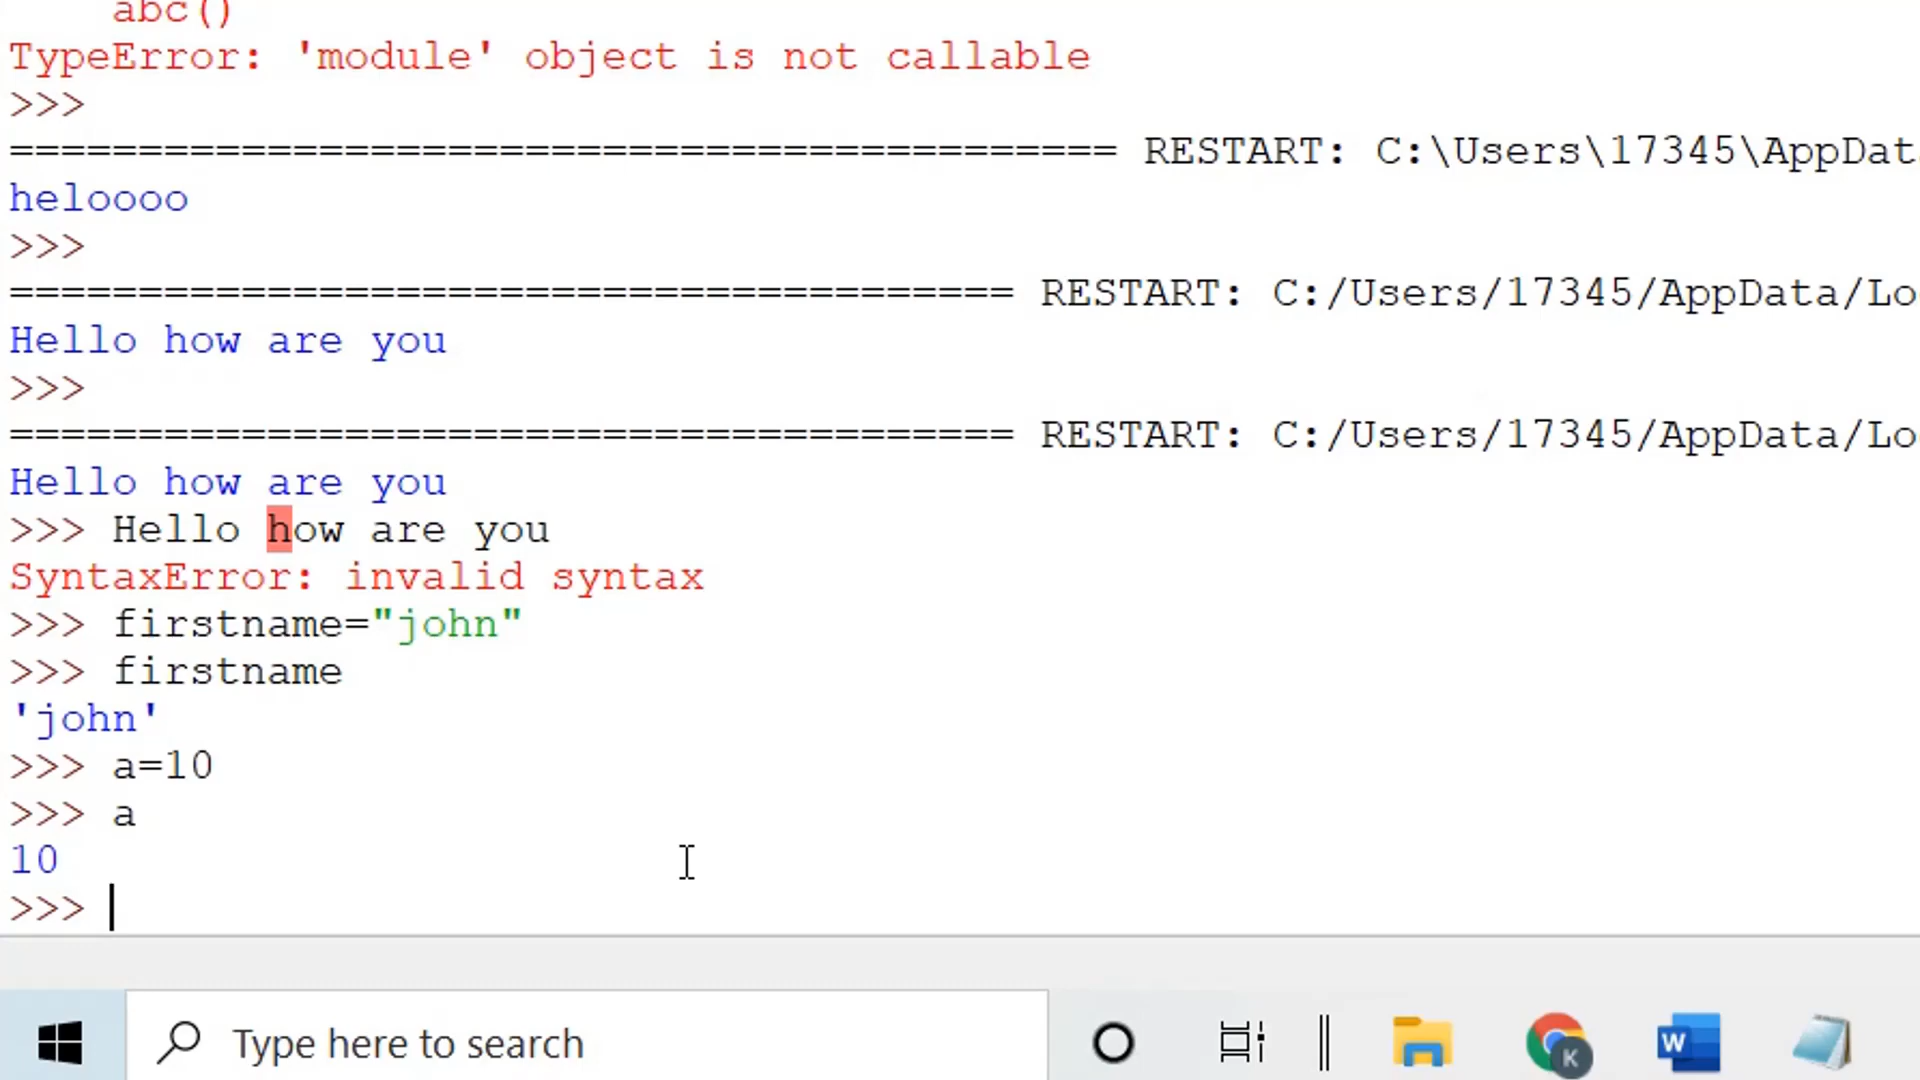 abc()
TypeError: 'module' object is not callable
>>>
=========================================== RESTART: C:\Users\17345\AppDat
heloooo
>>>
======================================= RESTART: C:/Users/17345/AppData/Lo
Hello how are you
>>>
======================================= RESTART: C:/Users/17345/AppData/Lo
Hello how are you
>>> Hello how are you
SyntaxError: invalid syntax
>>> firstname="john"
>>> firstname
'john'
>>> a=10
>>> a
10
>>>
Type here to search
K
W